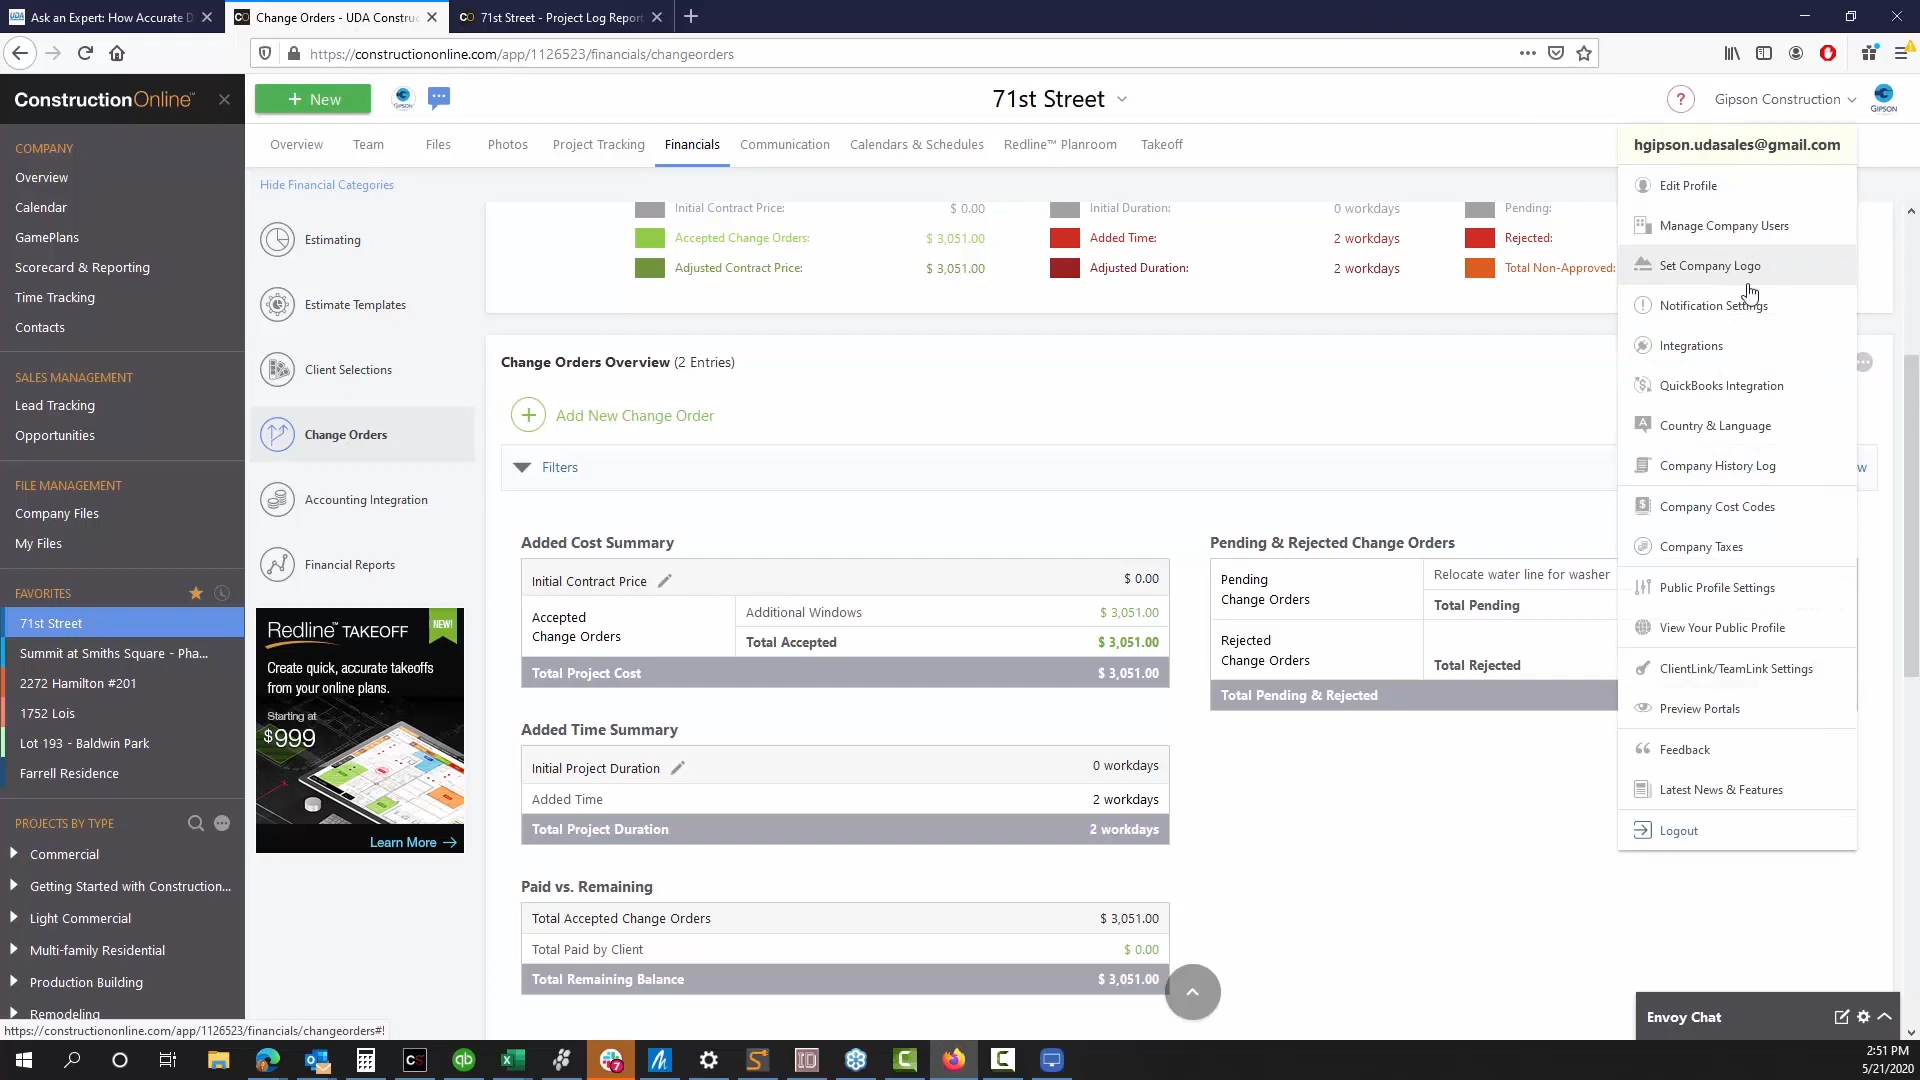 Ask an Expert: How Accurate D
Change Orders - UDA Construc
71st Street - Project Log Report
https://constructiononline.com/app/1126523/financials/changeorders
ConstructionOnline™
COMPANY
Overview
Calendar
GamePlans
Scorecard & Reporting
Time Tracking
Contacts
SALES MANAGEMENT
Lead Tracking
Opportunities
FILE MANAGEMENT
Company Files
My Files
FAVORITES
71st Street
Summit at Smiths Square - Pha...
2272 Hamilton #201
1752 Lois
Lot 193 - Baldwin Park
Farrell Residence
PROJECTS BY TYPE
Commercial
Getting Started with Construction...
Light Commercial
Multi-family Residential
Production Building
Remodeling
https://constructiononline.com/app/1126523/financials/changeorders#!
+ New
71st Street
? Gipson Construction
GIPSON
Overview Team Files Photos Project Tracking Financials Communication Calendars & Schedules Redline™ Planroom Takeoff
Hide Financial Categories
Estimating
Estimate Templates
Client Selections
Change Orders
Accounting Integration
Financial Reports
Redline™ TAKEOFF NEW!
Create quick, accurate takeoffs
from your online plans.
Starting at
$999
Learn More →
Initial Contract Price: $ 0.00 Initial Duration: 0 workdays Pending:
Accepted Change Orders: $ 3,051.00 Added Time: 2 workdays Rejected:
Adjusted Contract Price: $ 3,051.00 Adjusted Duration: 2 workdays Total Non-Approved:
Change Orders Overview (2 Entries)
+ Add New Change Order
Filters
w
Added Cost Summary
Initial Contract Price $ 0.00
Accepted
Change Orders
Additional Windows $ 3,051.00
Total Accepted $ 3,051.00
Total Project Cost $ 3,051.00
Added Time Summary
Initial Project Duration 0 workdays
Added Time 2 workdays
Total Project Duration 2 workdays
Paid vs. Remaining
Total Accepted Change Orders $ 3,051.00
Total Paid by Client $ 0.00
Total Remaining Balance $ 3,051.00
Pending & Rejected Change Orders
Pending
Change Orders
Relocate water line for washer
Total Pending
Rejected
Change Orders
Total Rejected
Total Pending & Rejected
hgipson.udasales@gmail.com
Edit Profile
Manage Company Users
Set Company Logo
Notification Settings
Integrations
QuickBooks Integration
Country & Language
Company History Log
Company Cost Codes
Company Taxes
Public Profile Settings
View Your Public Profile
ClientLink/TeamLink Settings
Preview Portals
Feedback
Latest News & Features
Logout
Envoy Chat
2:51 PM
5/21/2020